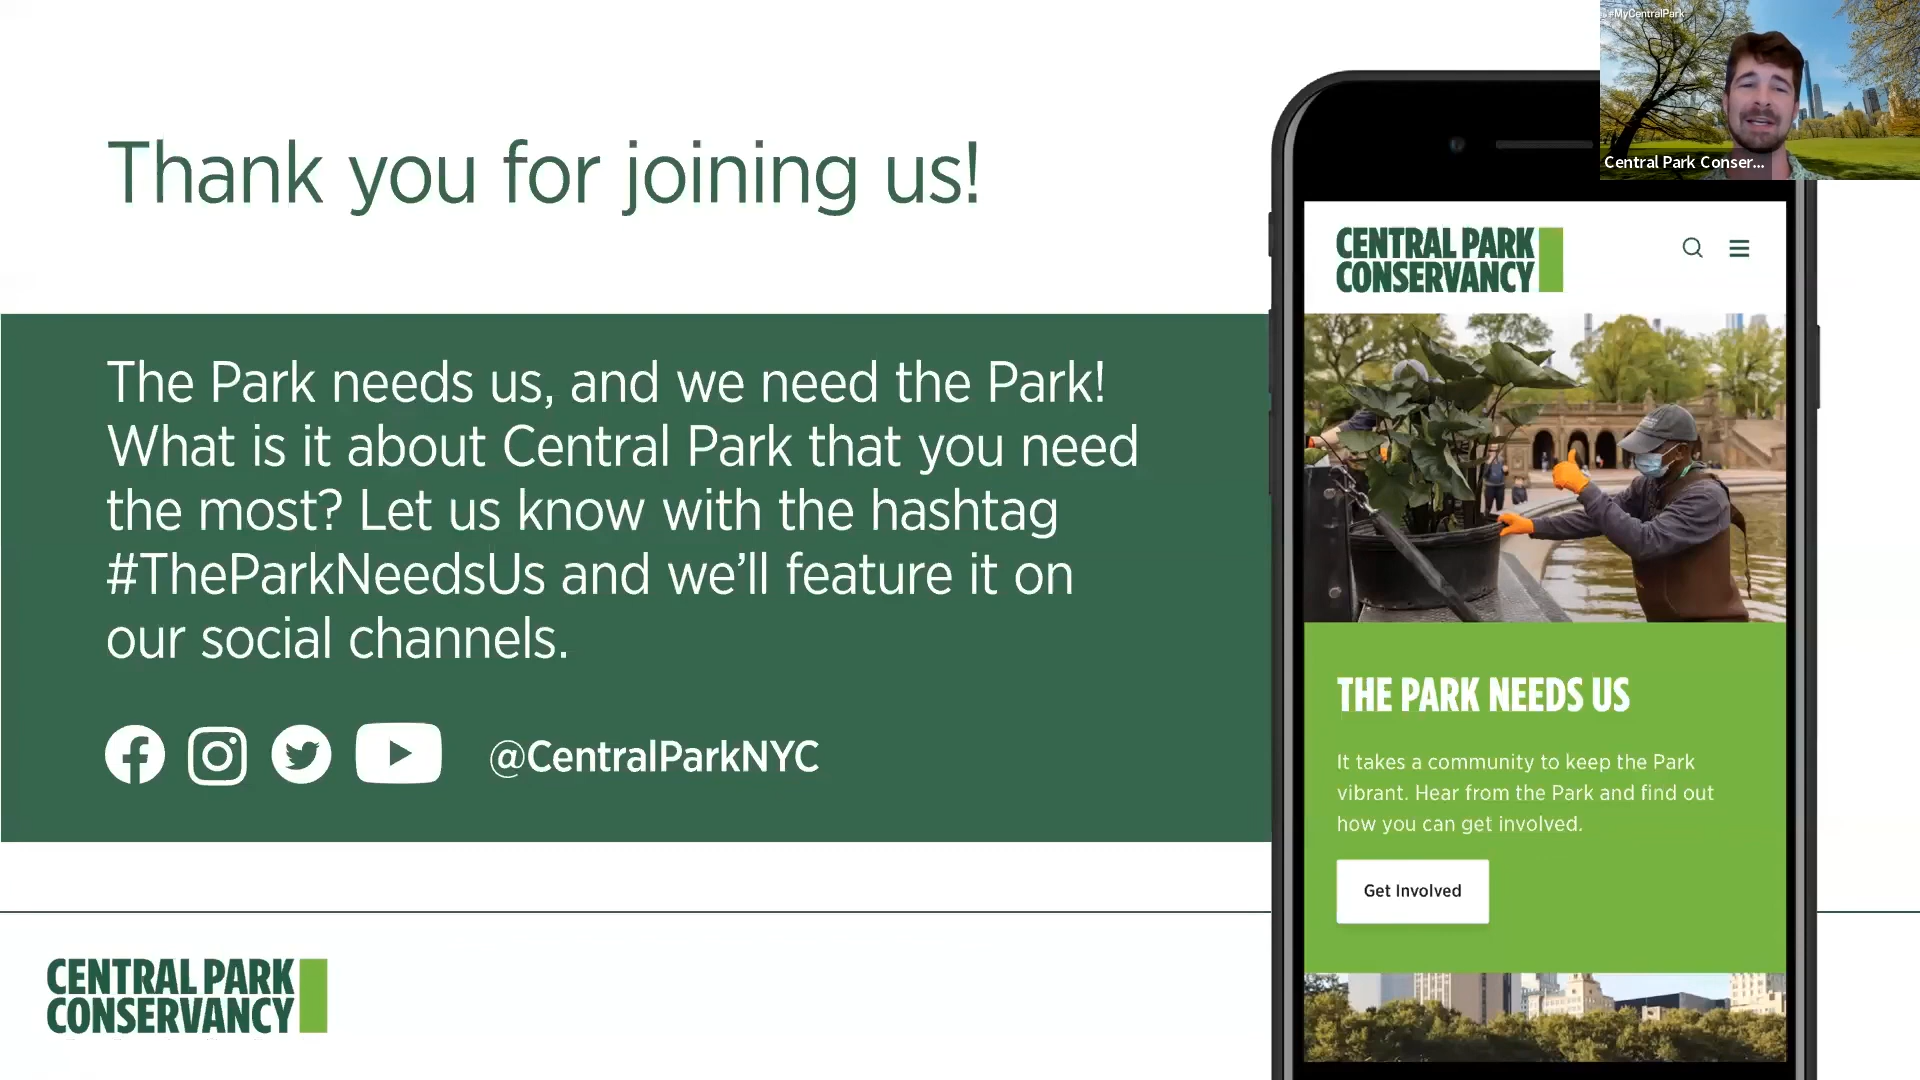 #MyCentralPark
Central Park Conser...
Thank you for joining us!
The Park needs us, and we need the Park!
What is it about Central Park that you need
the most? Let us know with the hashtag
#TheParkNeedsUs and we’ll feature it on
our social channels.
@CentralParkNYC
CENTRAL PARK
CONSERVANCY
CENTRAL PARK
CONSERVANCY
THE PARK NEEDS US
It takes a community to keep the Park
vibrant. Hear from the Park and find out
how you can get involved.
Get Involved